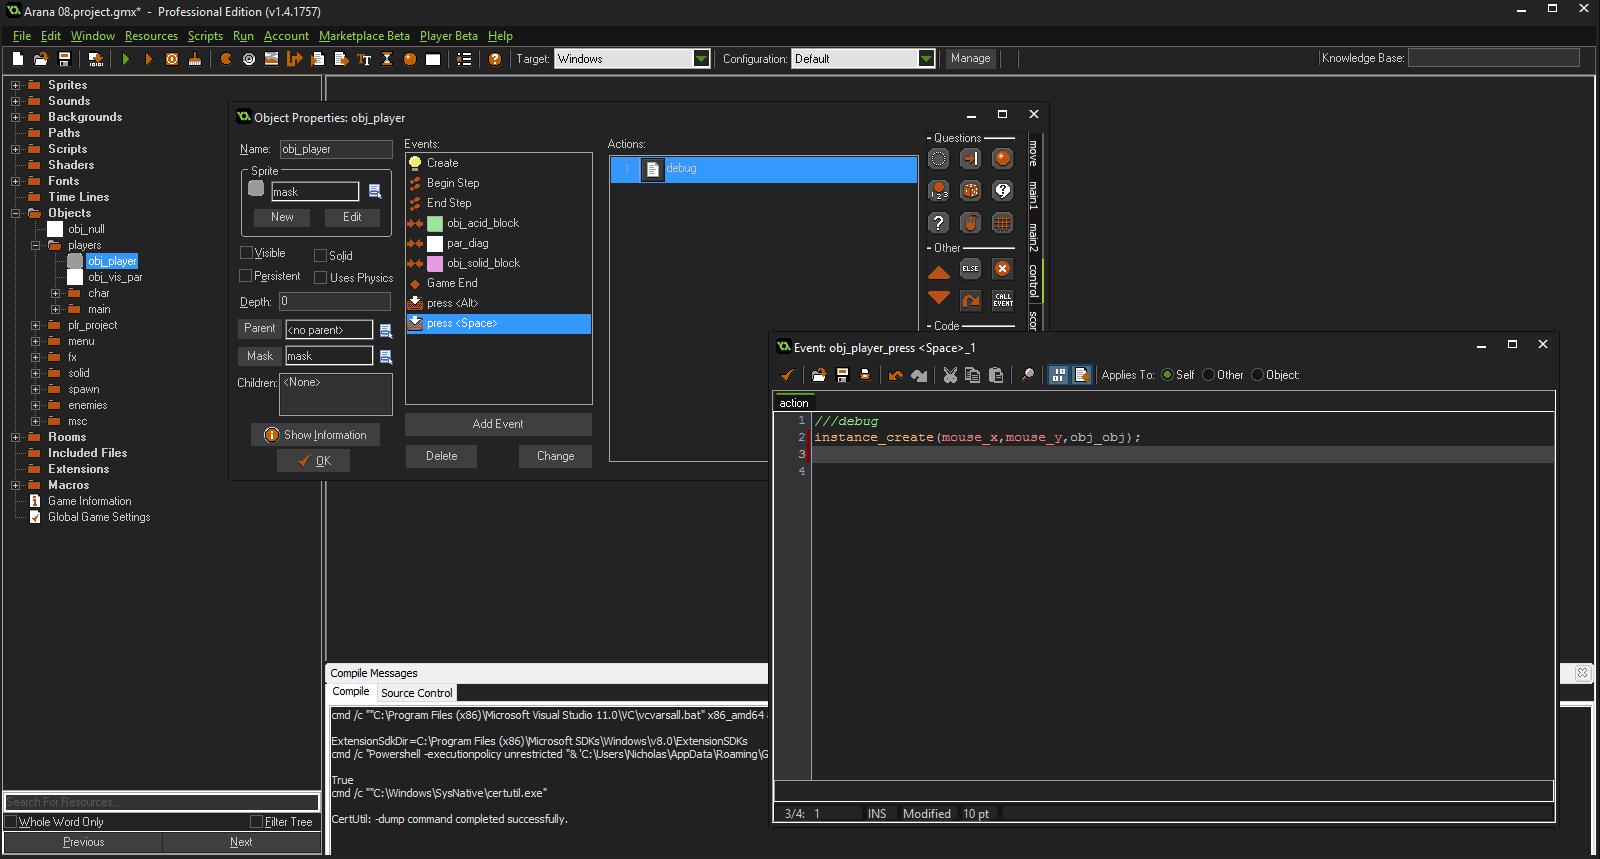 Arana 08.project.gmx* - Professional Edition (v1.4.1757)
File Edit Window Resources Scripts Run Account Marketplace Beta Player Beta Help
Target: Windows Configuration: Default Manage Knowledge Base:
Sprites
Sounds
Backgrounds
Paths
Scripts
Shaders
Fonts
Time Lines
Objects
obj_null
players
obj_player
obj_vis_par
char
main
plr_project
menu
fx
solid
spawn
enemies
msc
Rooms
Included Files
Extensions
Macros
Game Information
Global Game Settings
Search For Resources...
Whole Word Only Filter Tree
Previous Next
Object Properties: obj_player
Name: obj_player
Sprite
mask
New Edit
Visible Solid
Persistent Uses Physics
Depth: 0
Parent <no parent>
Mask mask
Children: <None>
Show Information
OK
Events:
Create
Begin Step
End Step
obj_acid_block
par_diag
obj_solid_block
Game End
press <Alt>
press <Space>
Add Event
Delete Change
Actions:
1 debug
Questions
1 2 3
?
?
Other
ELSE
CALL
EVENT
Code
move
main1
main2
control
scor
Event: obj_player_press <Space>_1
Applies To: Self Other Object:
action
1 ///debug
2 instance_create(mouse_x,mouse_y,obj_obj);
3
4
3/4: 1 INS Modified 10 pt
Compile Messages
Compile Source Control
cmd /c ""C:\Program Files (x86)\Microsoft Visual Studio 11.0\VC\vcvarsall.bat" x86_amd64
ExtensionSdkDir=C:\Program Files (x86)\Microsoft SDKs\Windows\v8.0\ExtensionSDKs
cmd /c "Powershell -executionpolicy unrestricted "& 'C:\Users\Nicholas\AppData\Roaming\G
True
cmd /c ""C:\Windows\SysNative\certutil.exe"
CertUtil: -dump command completed successfully.